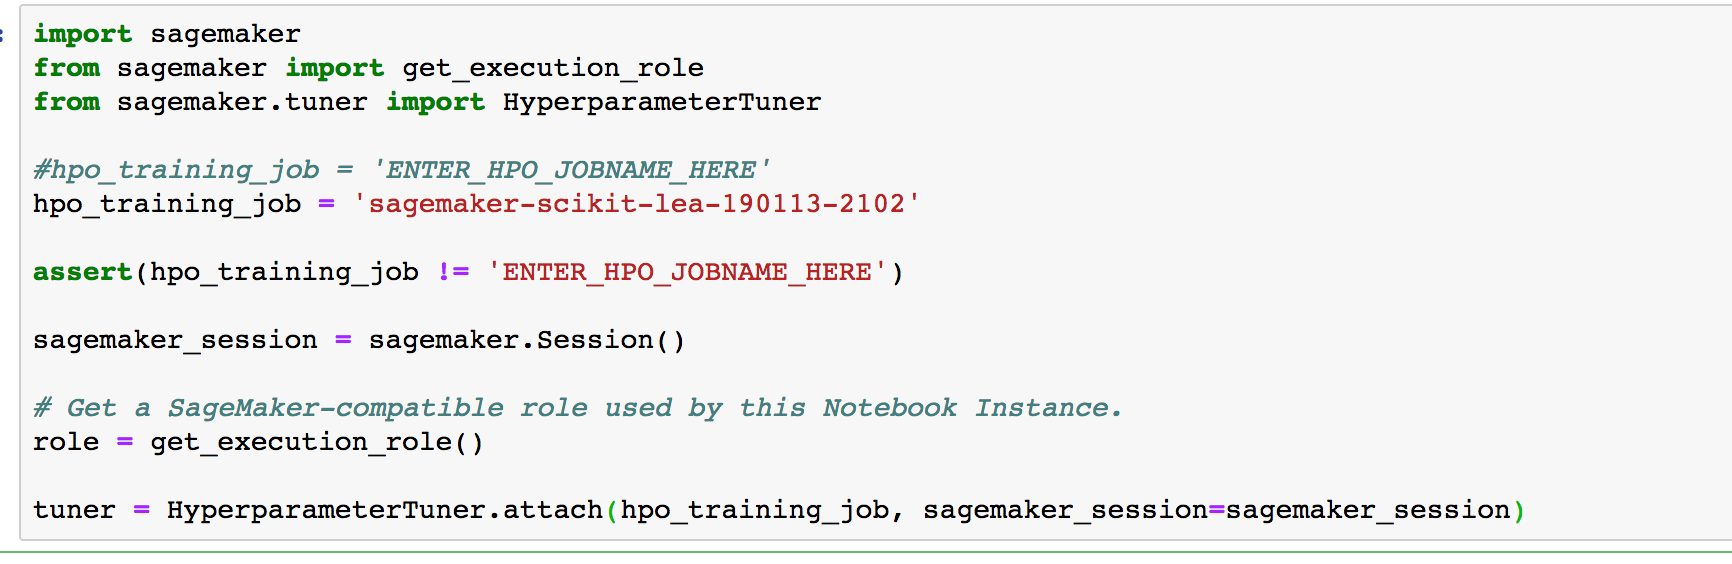 import sagemaker
from sagemaker import get_execution_role
from sagemaker.tuner import HyperparameterTuner
#hpo_training_job = 'ENTER_HPO_JOBNAME_HERE'
hpo_training_job = 'sagemaker-scikit-lea-190113-2102'
assert(hpo_training_job != 'ENTER_HPO_JOBNAME_HERE')
sagemaker_session = sagemaker.Session()
# Get a SageMaker-compatible role used by this Notebook Instance.
role = get_execution_role()
tuner = HyperparameterTuner.attach(hpo_training_job, sagemaker_session=sagemaker_session)